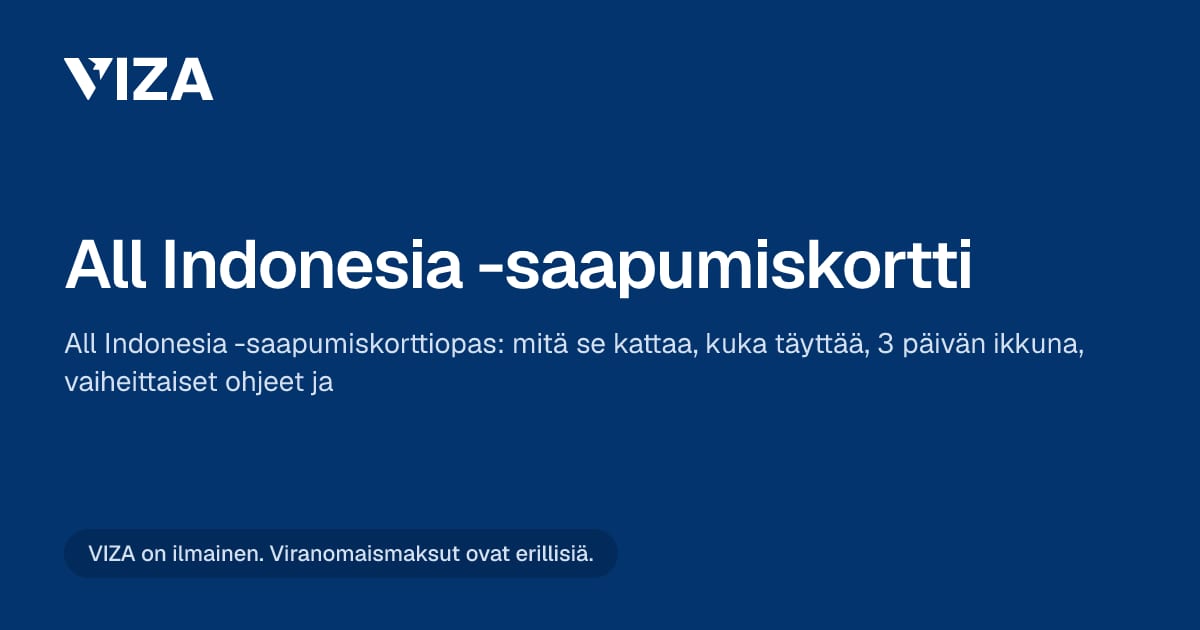 VIZA
All Indonesia -saapumiskortti
All Indonesia -saapumiskorttiopas: mitä se kattaa, kuka täyttää, 3 päivän ikkuna,
vaiheittaiset ohjeet ja
VIZA on ilmainen. Viranomaismaksut ovat erillisiä.